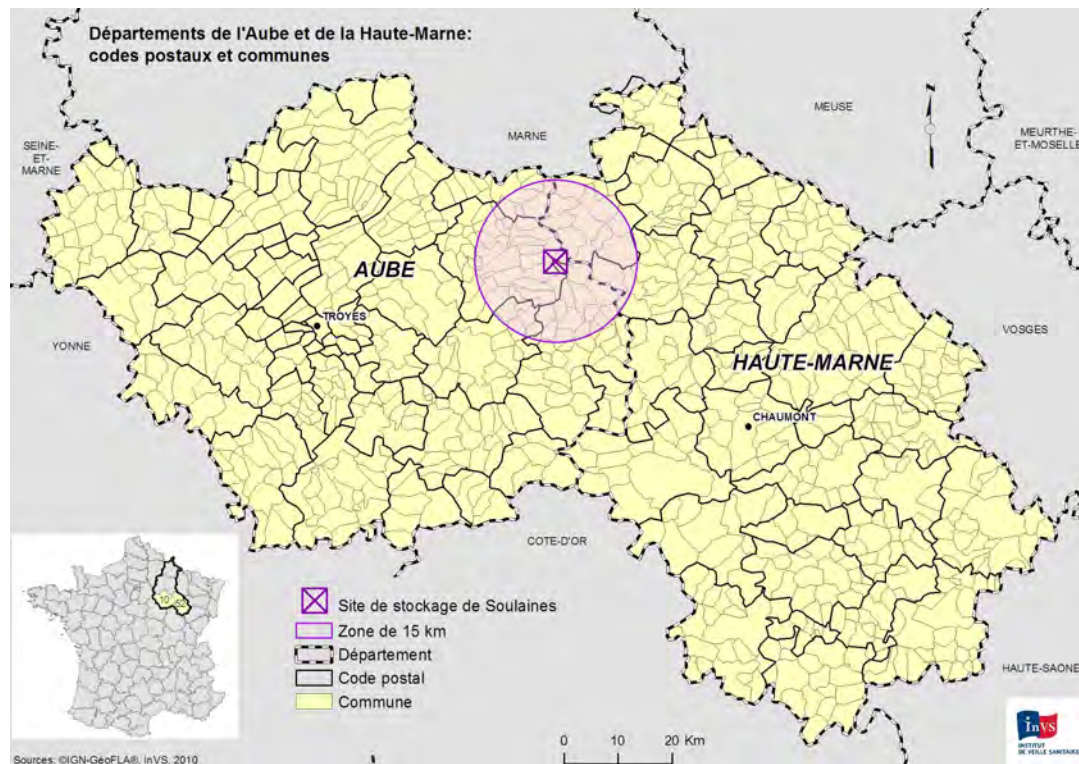 Départements de l'Aube et de la Haute-Marne:
codes postaux et communes
MEUSE
N
MARNE
SEINE-
ET-
MARNE
MEURTHE-
ET-MOSELLE
AUBE
TROYES
YONNE
VOSGES
HAUTE-MARNE
CHAUMONT
COTE-D'OR
10
52
Site de stockage de Soulaines
Zone de 15 km
Département
Code postal
Commune
HAUTE-SAONE
InVS
INSTITUT
DE VEILLE SANITAIRE
0 10 20 Km
Sources: ©IGN-GéoFLA®, InVS, 2010